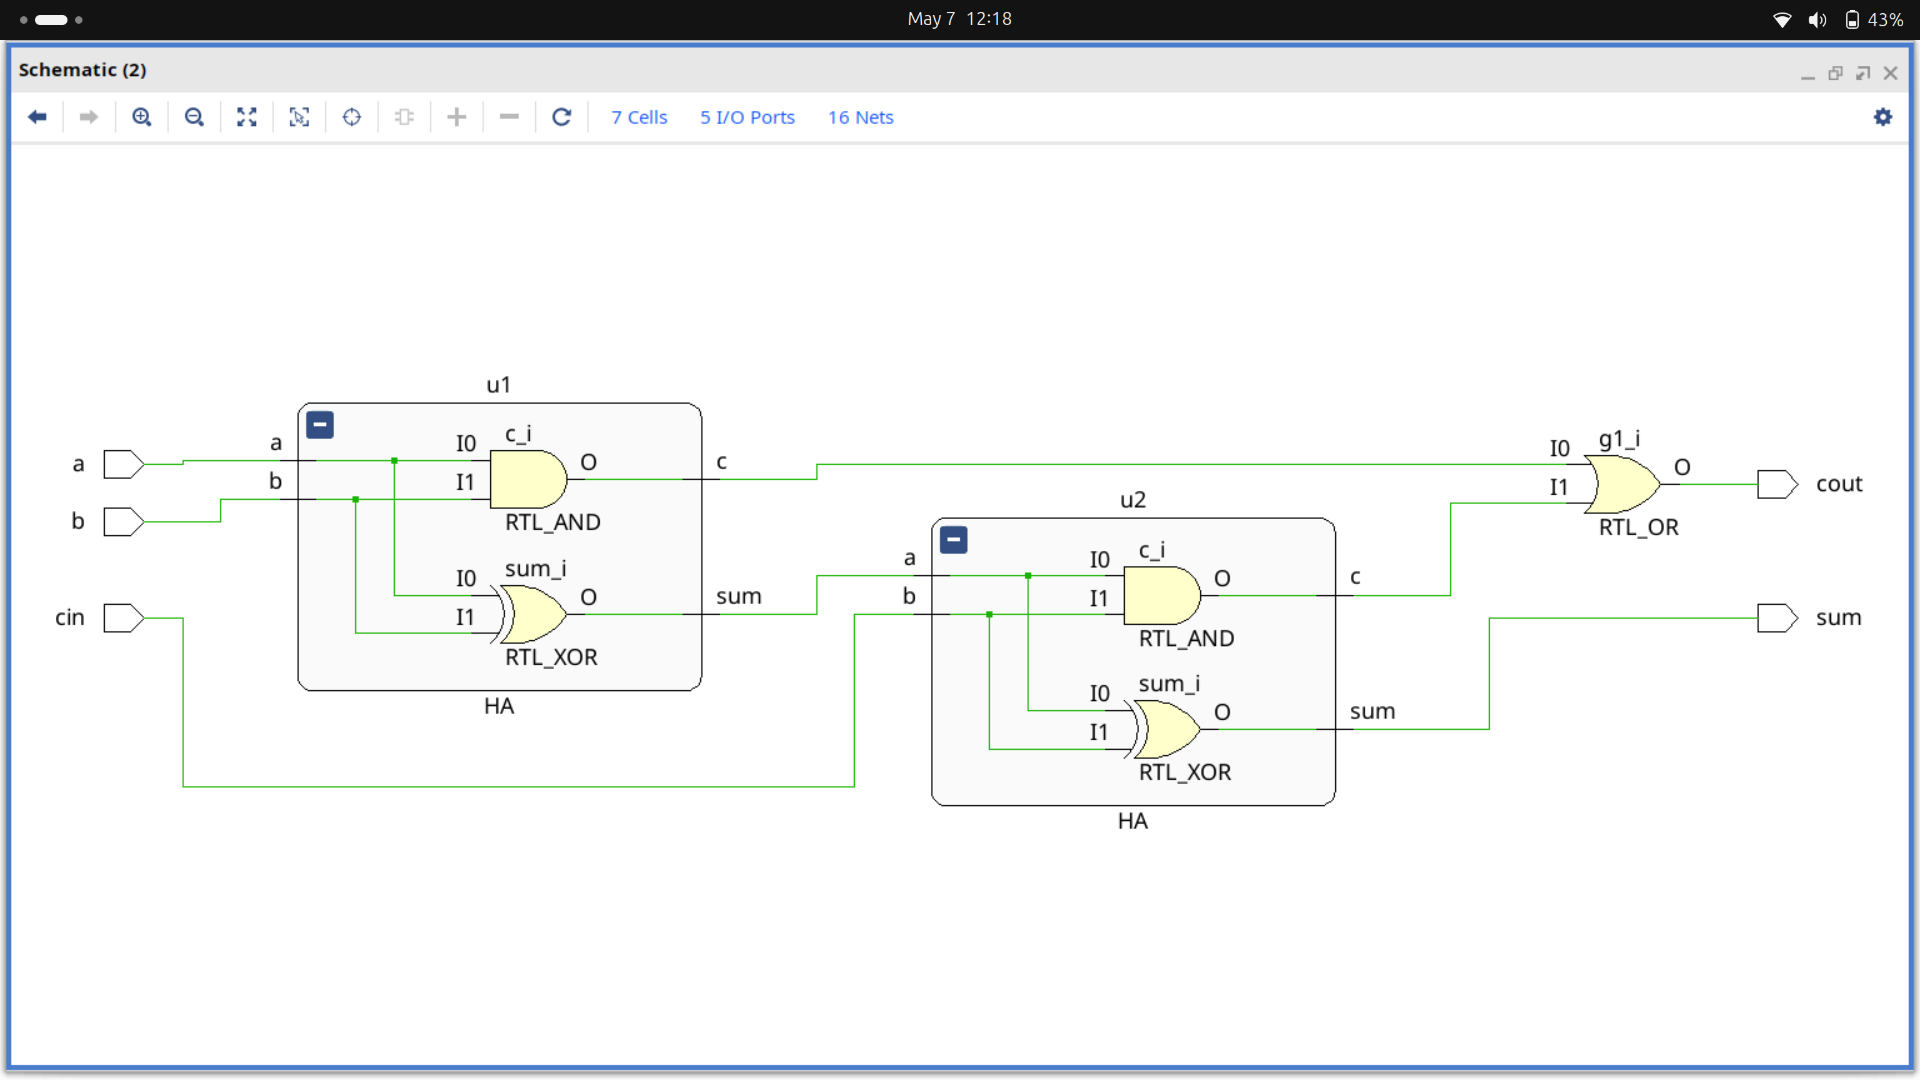 May 7 12:18
43%
Schematic (2)
7 Cells 5 I/O Ports 16 Nets
u1
a
a
b
b
I0
c_i
I1
O
RTL_AND
c
I0
sum_i
I1
O
RTL_XOR
sum
HA
cin
u2
a
b
I0
c_i
I1
O
RTL_AND
c
I0
sum_i
I1
O
RTL_XOR
sum
HA
I0
g1_i
I1
O
RTL_OR
cout
sum